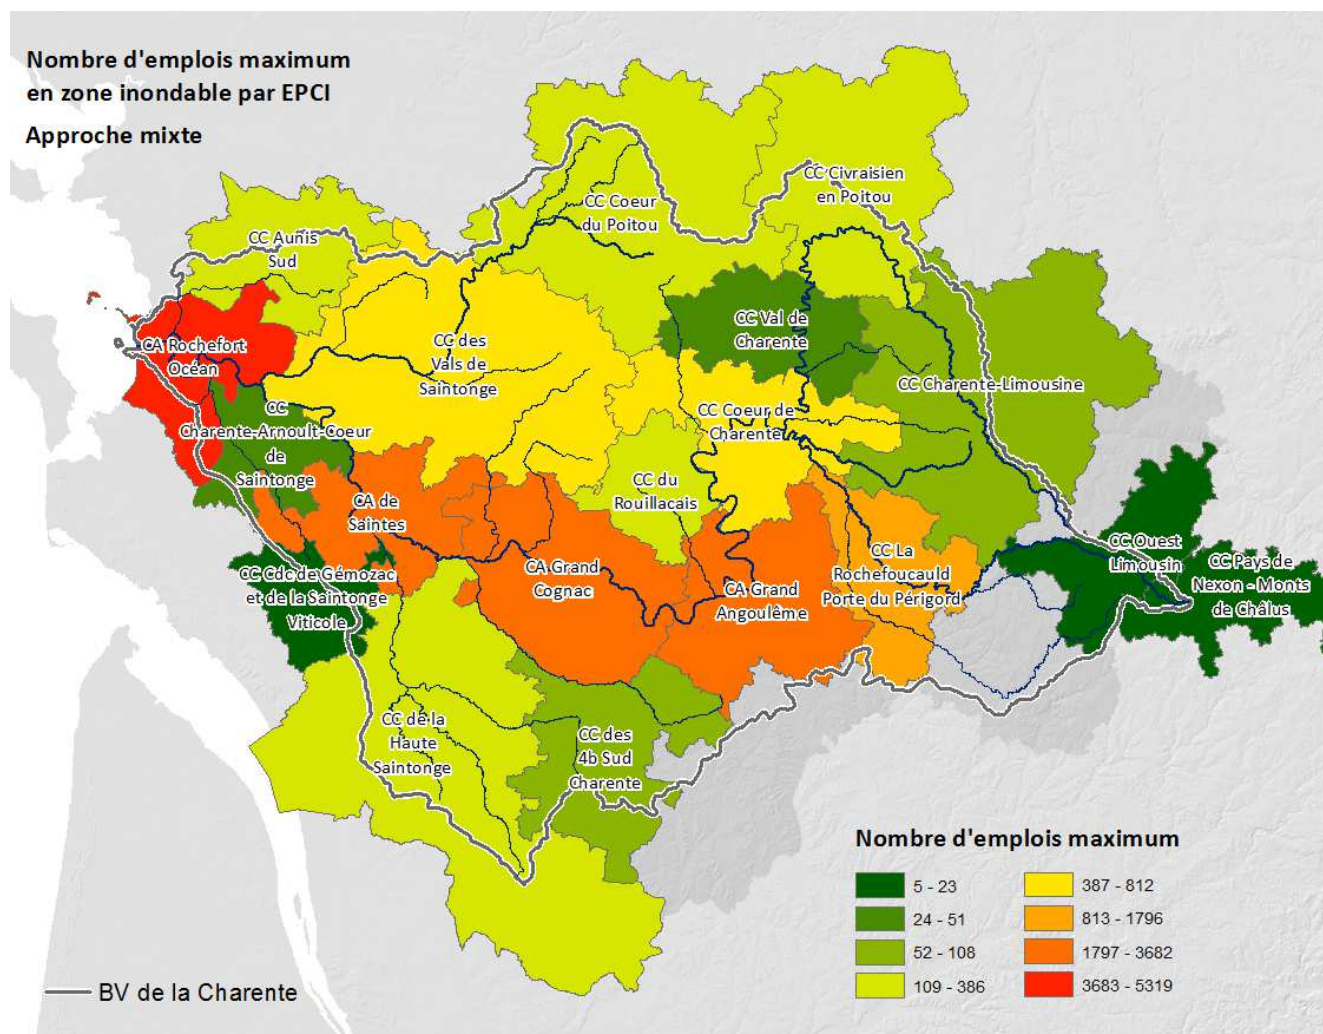 Nombre d'emplois maximum
en zone inondable par EPCI
Approche mixte
CC Civraisien
en Poitou
CC Coeur
du Poitou
CC Aunis
Sud
CC Val de
Charente
CA Rochefort
Océan
CC des
Vals de
Saintonge
CC Charente-Limousine
CC
Charente-Arnoult-Coeur
de
Saintonge
CC Coeur de
Charente
CC du
Rouillacais
CA de
Saintes
CC Ouest
Limousin
CC La
Rochefoucauld
Porte du Périgord
CC Pays de
Nexon - Monts
de Châlus
CA Grand
Cognac
CA Grand
Angoulême
CC Cdc de Gémozac
et de la Saintonge
Viticole
CC de la
Haute
Saintonge
CC des
4b Sud
Charente
Nombre d'emplois maximum
5 - 23
24 - 51
52 - 108
109 - 386
387 - 812
813 - 1796
1797 - 3682
3683 - 5319
BV de la Charente